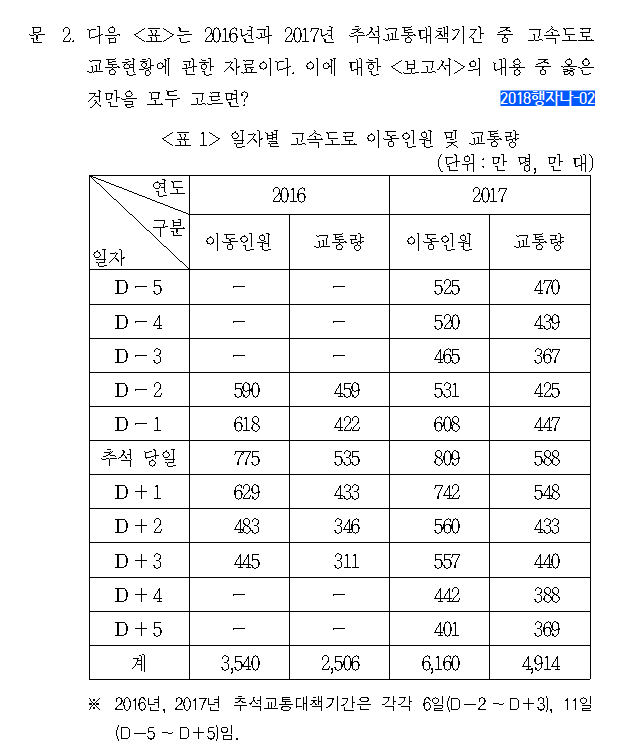 문 2. 다음 <표>는 2016년과 2017년 추석교통대책기간 중 고속도로
교통현황에 관한 자료이다. 이에 대한 <보고서>의 내용 중 옳은
것만을 모두 고르면?
2018행자나-02
<표 1> 일자별 고속도로 이동인원 및 교통량
(단위 : 만 명, 만 대)
연도 2016 2017
구분
일자 이동인원 교통량 이동인원 교통량
D-5 - - 525 470
D-4 - - 520 439
D-3 - - 465 367
D-2 590 459 531 425
D-1 618 422 608 447
추석 당일 775 535 809 588
D+1 629 433 742 548
D+2 483 346 560 433
D+3 445 311 557 440
D+4 - - 442 388
D+5 - - 401 369
계 3,540 2,506 6,160 4,914
※ 2016년, 2017년 추석교통대책기간은 각각 6일(D-2 ~ D+3), 11일
(D-5 ~ D+5)임.